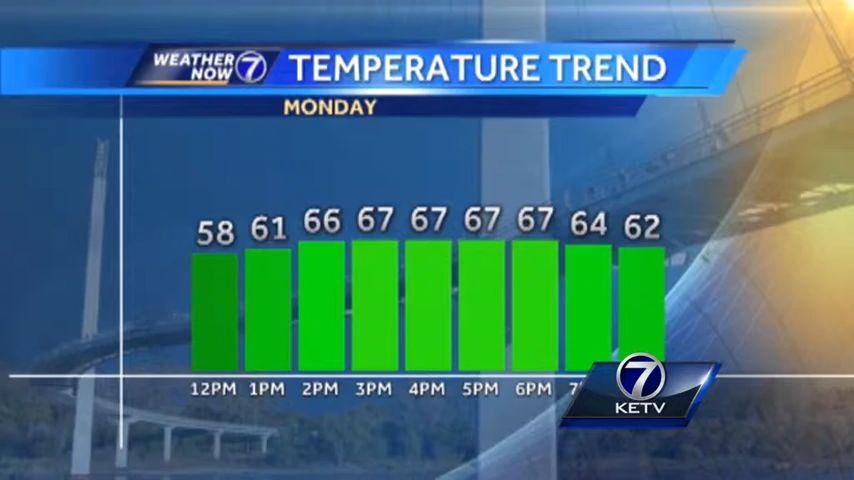 WEATHER NOW 7 TEMPERATURE TREND
MONDAY
58 61 66 67 67 67 67 64 62
12PM 1PM 2PM 3PM 4PM 5PM 6PM
7
KETV